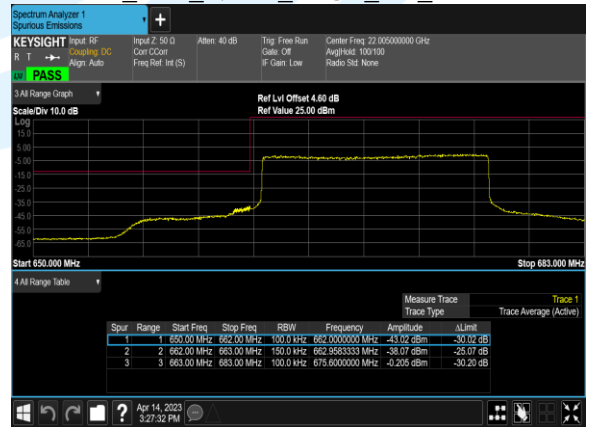 Spectrum Analyzer 1
Spurious Emissions
+
KEYSIGHT Input: RF Input Z: 50 Ω Atten: 40 dB Trig: Free Run Center Freq: 22.005000000 GHz
R T Coupling: DC Corr CCorr Gate: Off Avg|Hold: 100/100
Align: Auto Freq Ref: Int (S) IF Gain: Low Radio Std: None
PASS
3 All Range Graph
Ref Lvl Offset 4.60 dB
Scale/Div 10.0 dB Ref Value 25.00 dBm
Log
15.0
5.00
-5.00
-15.0
-25.0
-35.0
-45.0
-55.0
-65.0
Start 650.000 MHz Stop 683.000 MHz
4 All Range Table
Measure Trace Trace 1
Trace Type Trace Average (Active)
Spur Range Start Freq Stop Freq RBW Frequency Amplitude ΔLimit
1 1 650.00 MHz 662.00 MHz 100.0 kHz 662.0000000 MHz -43.02 dBm -30.02 dB
2 2 662.00 MHz 663.00 MHz 150.0 kHz 662.9583333 MHz -38.07 dBm -25.07 dB
3 3 663.00 MHz 683.00 MHz 100.0 kHz 675.6000000 MHz -0.205 dBm -30.20 dB
? Apr 14, 2023
3:27:32 PM